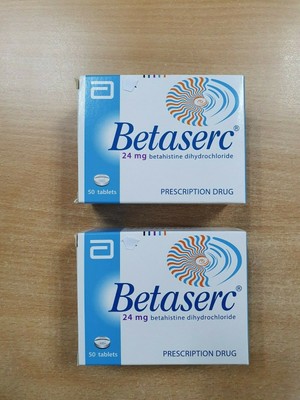 Betaserc®
24 mg betahistine dihydrochloride
50 tablets
PRESCRIPTION DRUG
Betaserc®
24 mg betahistine dihydrochloride
50 tablets
PRESCRIPTION DRUG